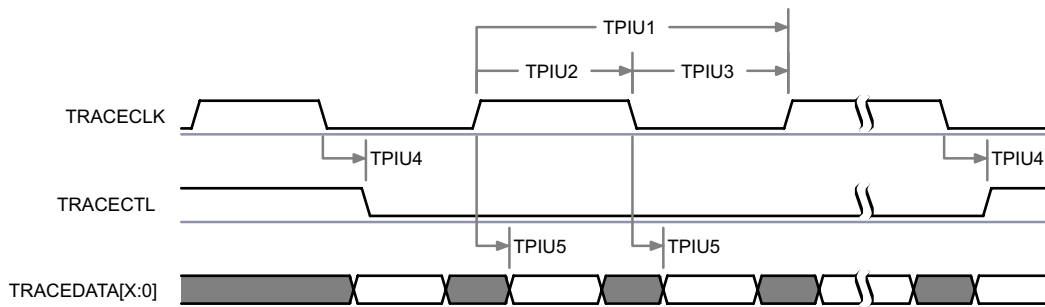 TPIU1
TPIU2 TPIU3
TRACECLK
TPIU4 TPIU4
TRACECTL
TPIU5 TPIU5
TRACEDATA[X:0]